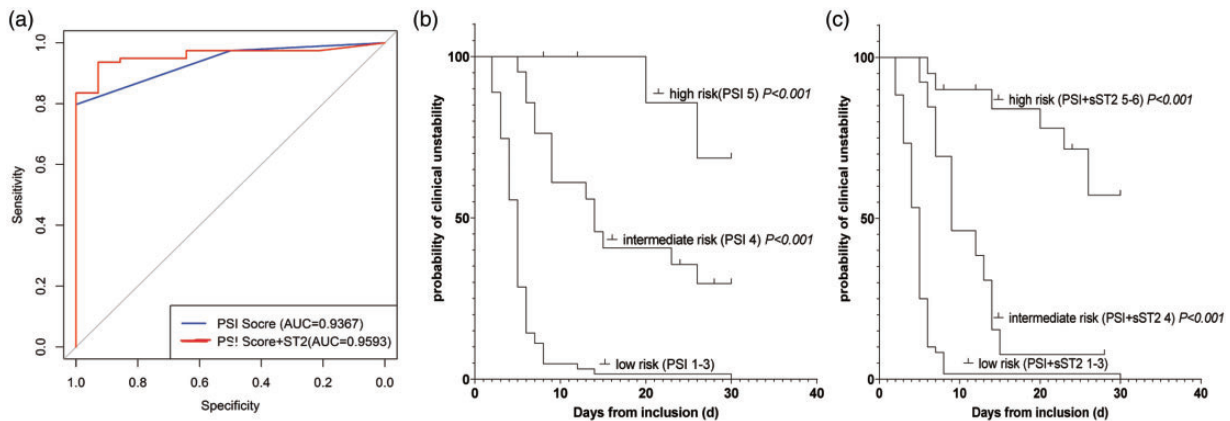 (a)
1.0
0.8
0.6
0.4
0.2
0.0
Sensitivity
PSI Socre (AUC=0.9367)
PS! Score+ST2(AUC=0.9593)
1.0 0.8 0.6 0.4 0.2 0.0
Specificity
(b)
probability of clinical unstability
100
50
0
high risk(PSI 5) P<0.001
intermediate risk (PSI 4) P<0.001
low risk (PSI 1-3)
0 10 20 30 40
Days from inclusion (d)
(c)
probability of clinical unstability
100
50
0
high risk (PSI+sST2 5-6) P<0.001
intermediate risk (PSI+sST2 4) P<0.001
low risk (PSI+sST2 1-3)
0 10 20 30 40
Days from inclusion (d)